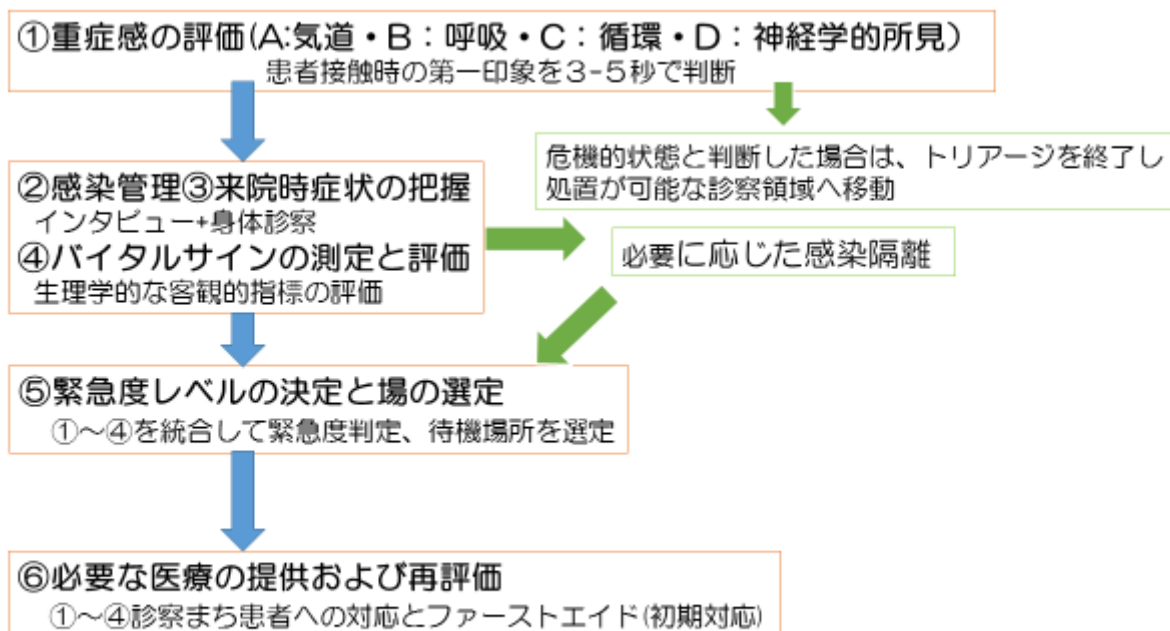 ①重症感の評価(A:気道・B：呼吸・C：循環・D：神経学的所見）
患者接触時の第一印象を３-５秒で判断
危機的状態と判断した場合は、トリアージを終了し
処置が可能な診察領域へ移動
②感染管理③来院時症状の把握
インタビュー+身体診察
④バイタルサインの測定と評価
生理学的な客観的指標の評価
必要に応じた感染隔離
⑤緊急度レベルの決定と場の選定
①～④を統合して緊急度判定、待機場所を選定
⑥必要な医療の提供および再評価
①～④診察まち患者への対応とファーストエイド(初期対応)